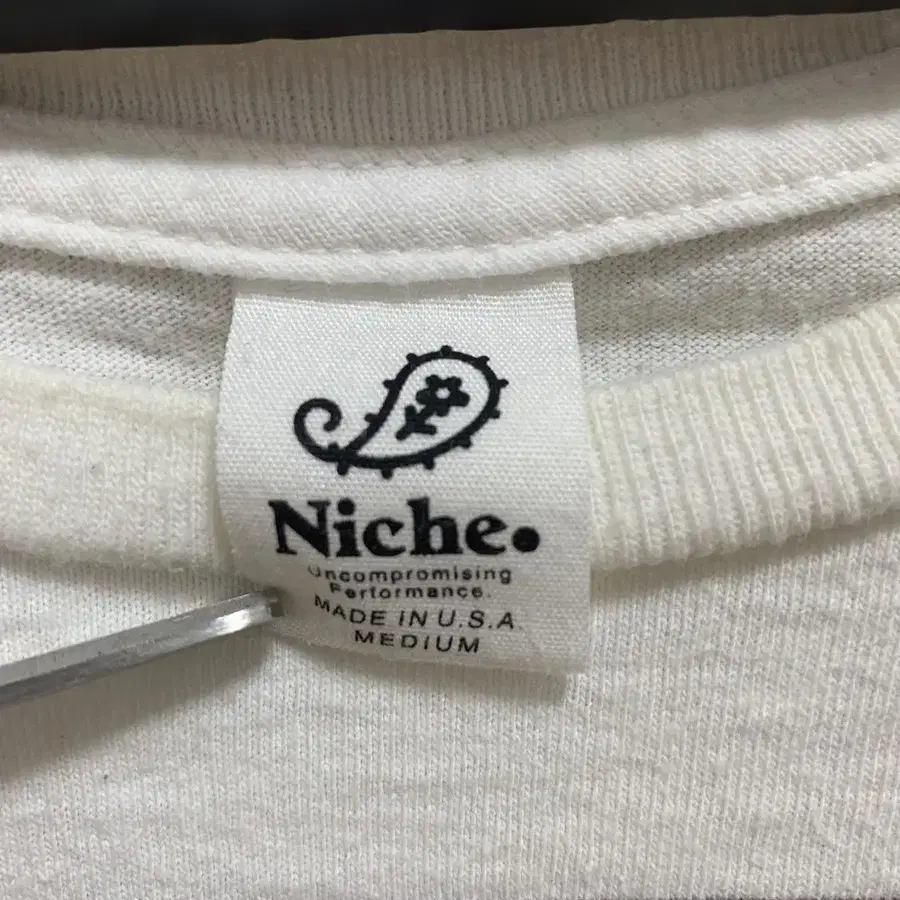 Niche.
Uncompromising
Performance.
MADE IN U.S.A.
MEDIUM